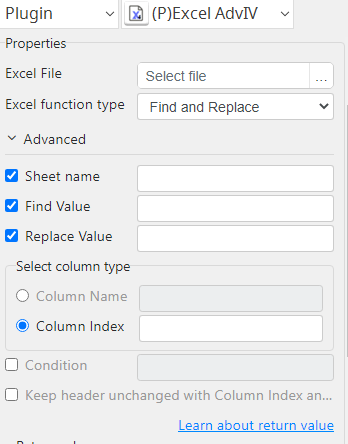 Plugin (P)Excel AdvIV
Properties
Excel File Select file ...
Excel function type Find and Replace
Advanced
Sheet name
Find Value
Replace Value
Select column type
Column Name
Column Index
Condition
Keep header unchanged with Column Index an...
Learn about return value